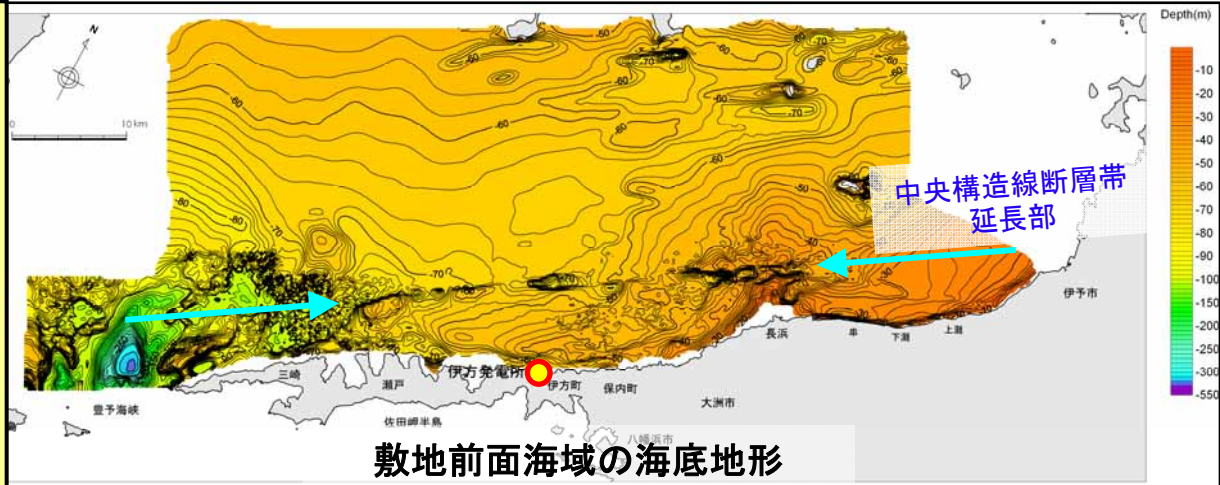 Depth(m)
N
0
10 km
-10
-20
-30
-40
-50
-60
-70
-80
-90
-100
-150
-200
-300
-550
中央構造線断層帯
延長部
伊予市
上灘
下灘
串
長浜
大洲市
保内町
伊方町
伊方発電所
八幡浜市
瀬戸
三崎
佐田岬半島
豊予海峡
敷地前面海域の海底地形